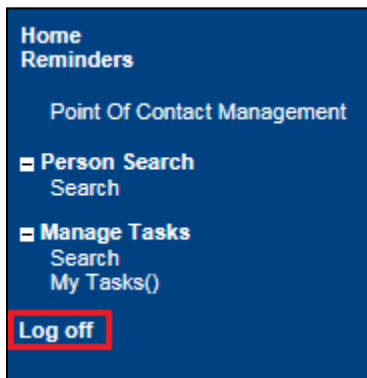 Home
Reminders
Point Of Contact Management
Person Search
Search
Manage Tasks
Search
My Tasks()
Log off